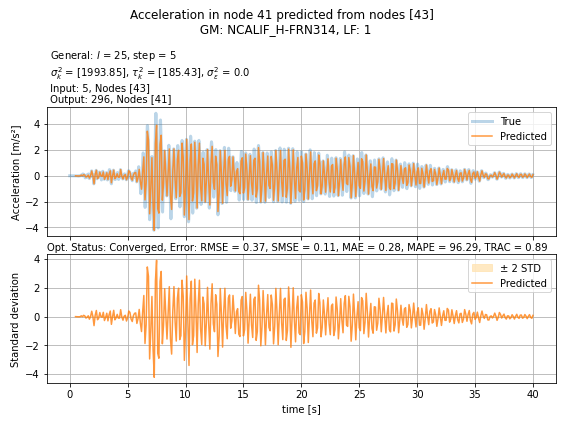 Acceleration in node 41 predicted from nodes [43]
GM: NCALIF_H-FRN314, LF: 1
General: l = 25, step = 5
σ²ₖ = [1993.85], τ²ₖ = [185.43], σ²ε = 0.0
Input: 5, Nodes [43]
Output: 296, Nodes [41]
Acceleration [m/s²]
4
2
0
−2
−4
True
Predicted
Opt. Status: Converged, Error: RMSE = 0.37, SMSE = 0.11, MAE = 0.28, MAPE = 96.29, TRAC = 0.89
Standard deviation
4
2
0
−2
−4
± 2 STD
Predicted
0 5 10 15 20 25 30 35 40
time [s]